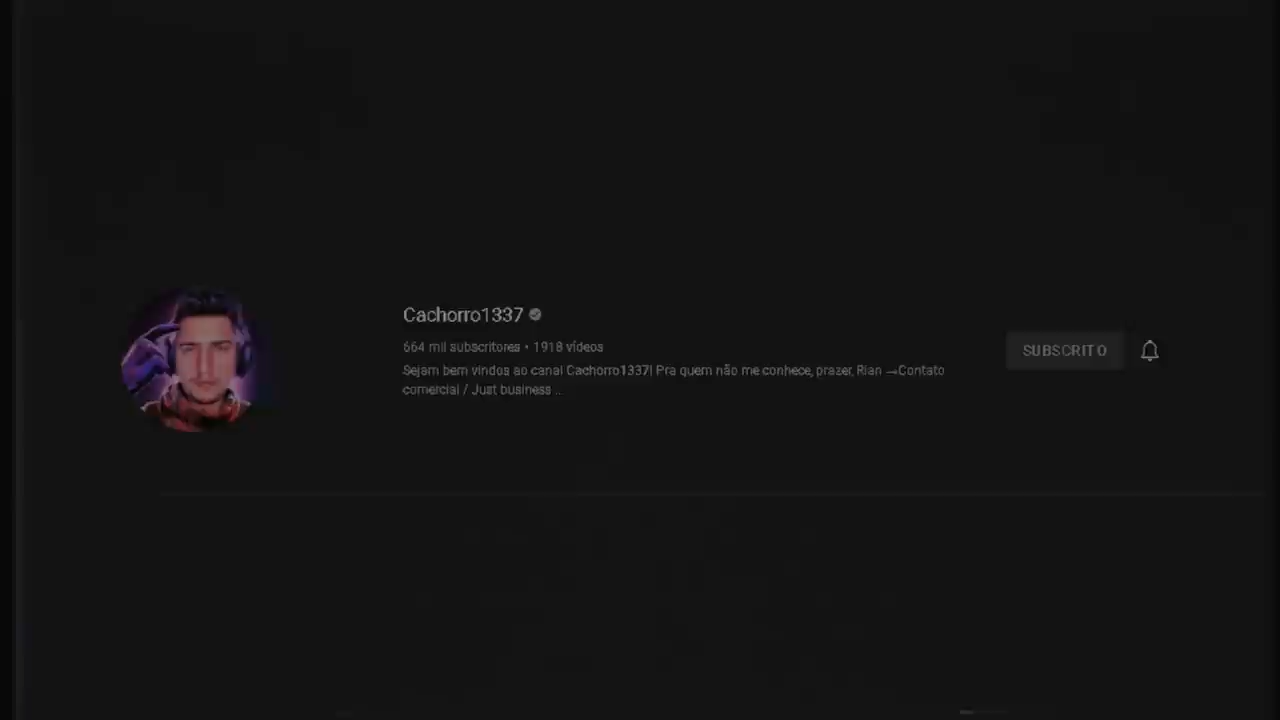 Cachorro1337
664 mil subscritores • 1918 vídeos
Sejam bem vindos ao canal Cachorro1337! Pra quem não me conhece, prazer, Rian →Contato
comercial / Just business ...
SUBSCRITO